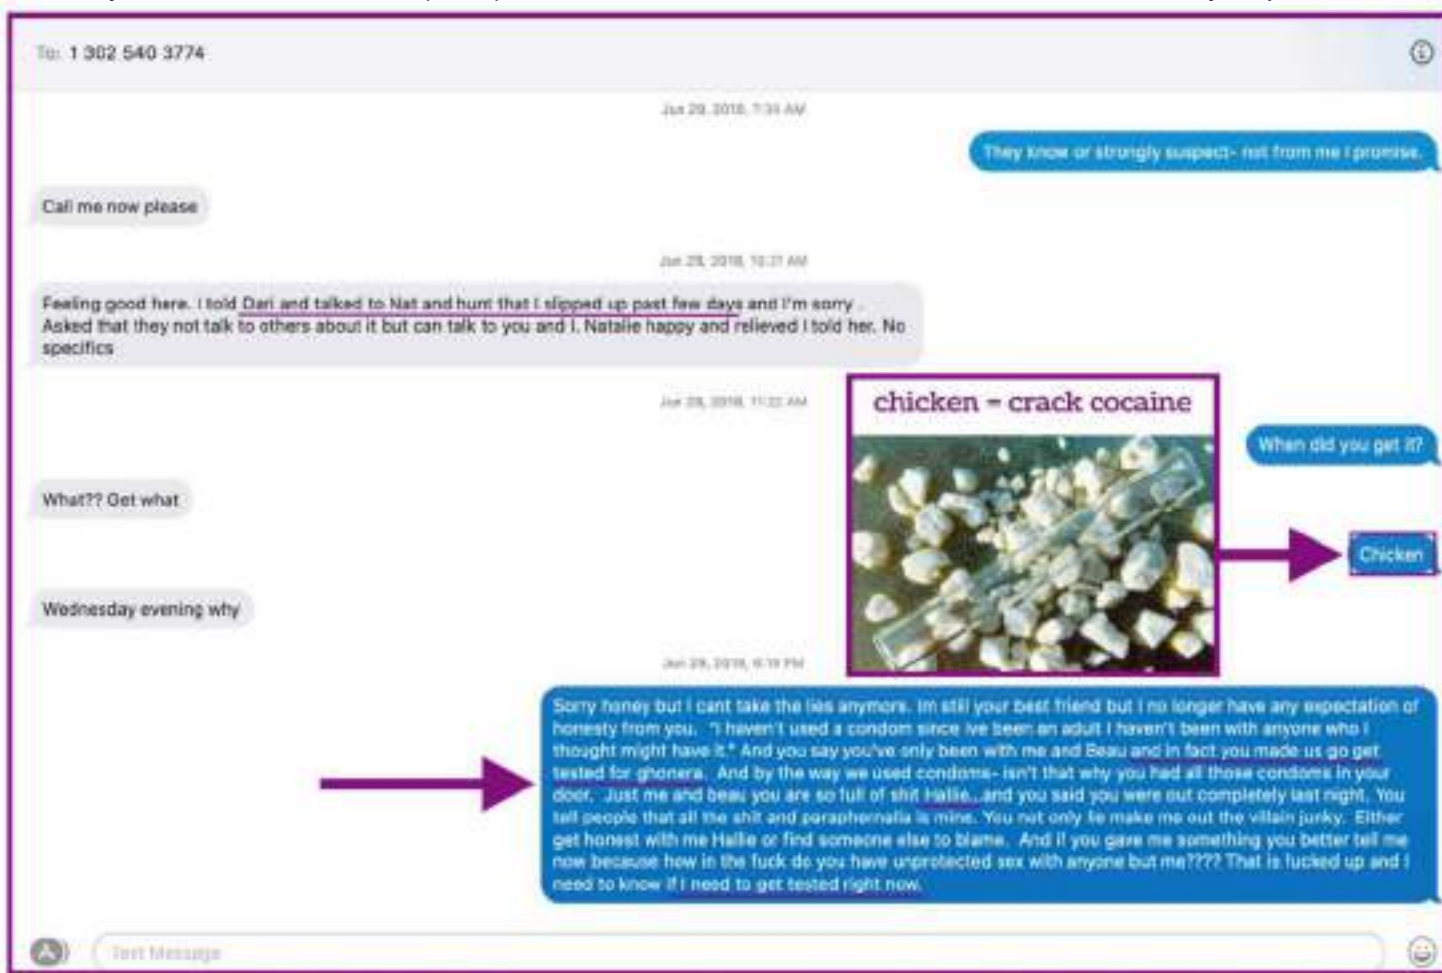 To: 1 302 540 3774
Jun 29, 2018, AM
They know or strongly suspect- not from me I promise.
Call me now please
Jun 29, 2018, 10:21 AM
Feeling good here. I told Dari and talked to Nat and hunt that I slipped up past few days and I'm sorry .
Asked that they not talk to others about it but can talk to you and I. Natalie happy and relieved I told her. No
specifics
Jun 29, 2018, 11:22 AM
chicken = crack cocaine
When did you get it?
What?? Get what
Chicken
Wednesday evening why
Jun 29, 2018, PM
Sorry honey but I cant take the lies anymore. Im still your best friend but I no longer have any expectation of
honesty from you. "I haven't used a condom since ive been an adult I haven't been with anyone who I
thought might have it." And you say you've only been with me and Beau and in fact you made us go get
tested for ghonera. And by the way we used condoms- isn't that why you had all those condoms in your
door. Just me and beau you are so full of shit Hallie...and you said you were out completely last night. You
tell people that all the shit and paraphernalia is mine. You not only lie make me out the villain junky. Either
get honest with me Hallie or find someone else to blame. And if you gave me something you better tell me
now because how in the fuck do you have unprotected sex with anyone but me???? That is fucked up and I
need to know if I need to get tested right now.
Text Message